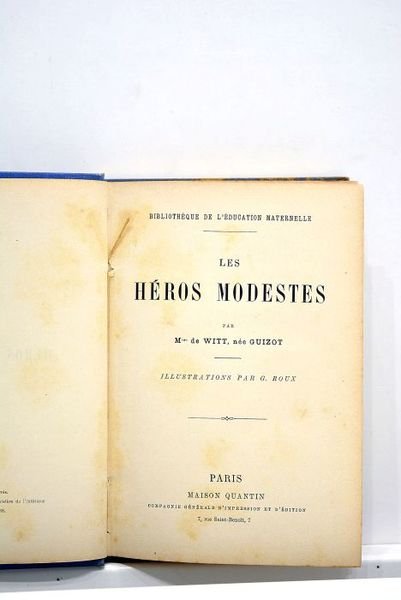 BIBLIOTHÈQUE DE L'ÉDUCATION MATERNELLE
LES
HÉROS MODESTES
PAR
Mme de WITT, née GUIZOT
ILLUSTRATIONS PAR G. ROUX
PARIS
MAISON QUANTIN
COMPAGNIE GÉNÉRALE D'IMPRESSION ET D'ÉDITION
7, rue Saint-Benoît, 7